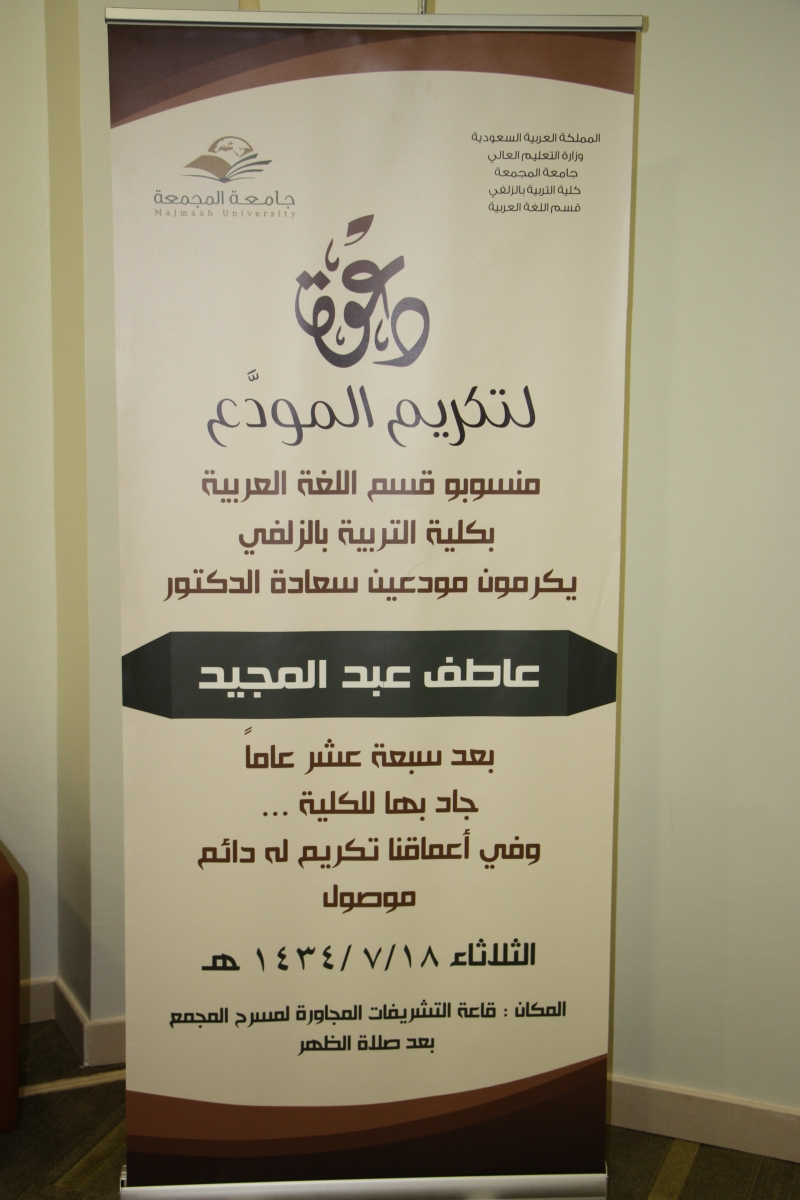 المملكة العربية السعودية
وزارة التعليم العالي
جامعة المجمعة
كلية التربية بالزلفي
قسم اللغة العربية
جامعة المجمعة
Majmaah University
دعوة
لتكريم المودَّع
منسوبو قسم اللغة العربية
بكلية التربية بالزلفي
يكرمون مودعين سعادة الدكتور
عاطف عبد المجيد
بعد سبعة عشر عاماً
جاد بها للكلية ...
وفي أعماقنا تكريم له دائم
موصول
الثلاثاء ١٤٣٤/٧/١٨ هـ
المكان : قاعة التشريفات المجاورة لمسرح المجمع
بعد صلاة الظهر